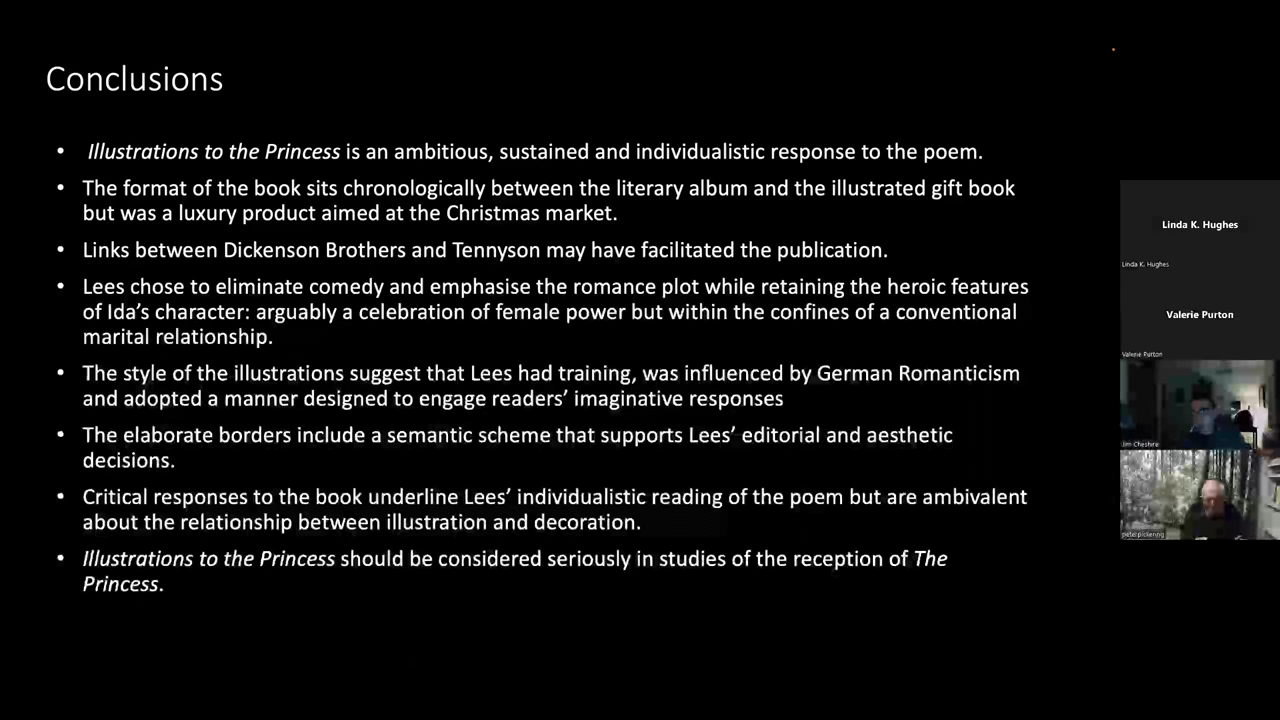 Conclusions
• Illustrations to the Princess is an ambitious, sustained and individualistic response to the poem.
• The format of the book sits chronologically between the literary album and the illustrated gift book
but was a luxury product aimed at the Christmas market.
• Links between Dickenson Brothers and Tennyson may have facilitated the publication.
• Lees chose to eliminate comedy and emphasise the romance plot while retaining the heroic features
of Ida’s character: arguably a celebration of female power but within the confines of a conventional
marital relationship.
• The style of the illustrations suggest that Lees had training, was influenced by German Romanticism
and adopted a manner designed to engage readers’ imaginative responses
• The elaborate borders include a semantic scheme that supports Lees’ editorial and aesthetic
decisions.
• Critical responses to the book underline Lees’ individualistic reading of the poem but are ambivalent
about the relationship between illustration and decoration.
• Illustrations to the Princess should be considered seriously in studies of the reception of The
Princess.
Linda K. Hughes
Linda K. Hughes
Valerie Purton
Valerie Purton
Jim Cheshire
peterpickering